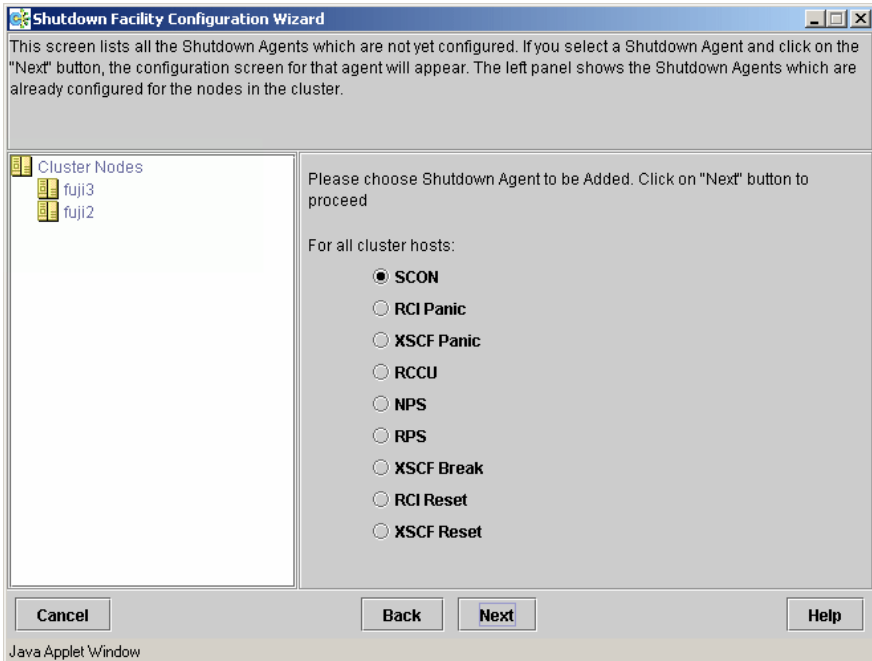 Shutdown Facility Configuration Wizard
This screen lists all the Shutdown Agents which are not yet configured. If you select a Shutdown Agent and click on the
"Next" button, the configuration screen for that agent will appear. The left panel shows the Shutdown Agents which are
already configured for the nodes in the cluster.
Cluster Nodes
fuji3
fuji2
Please choose Shutdown Agent to be Added. Click on "Next" button to
proceed
For all cluster hosts:
SCON
RCI Panic
XSCF Panic
RCCU
NPS
RPS
XSCF Break
RCI Reset
XSCF Reset
Cancel
Back
Next
Help
Java Applet Window